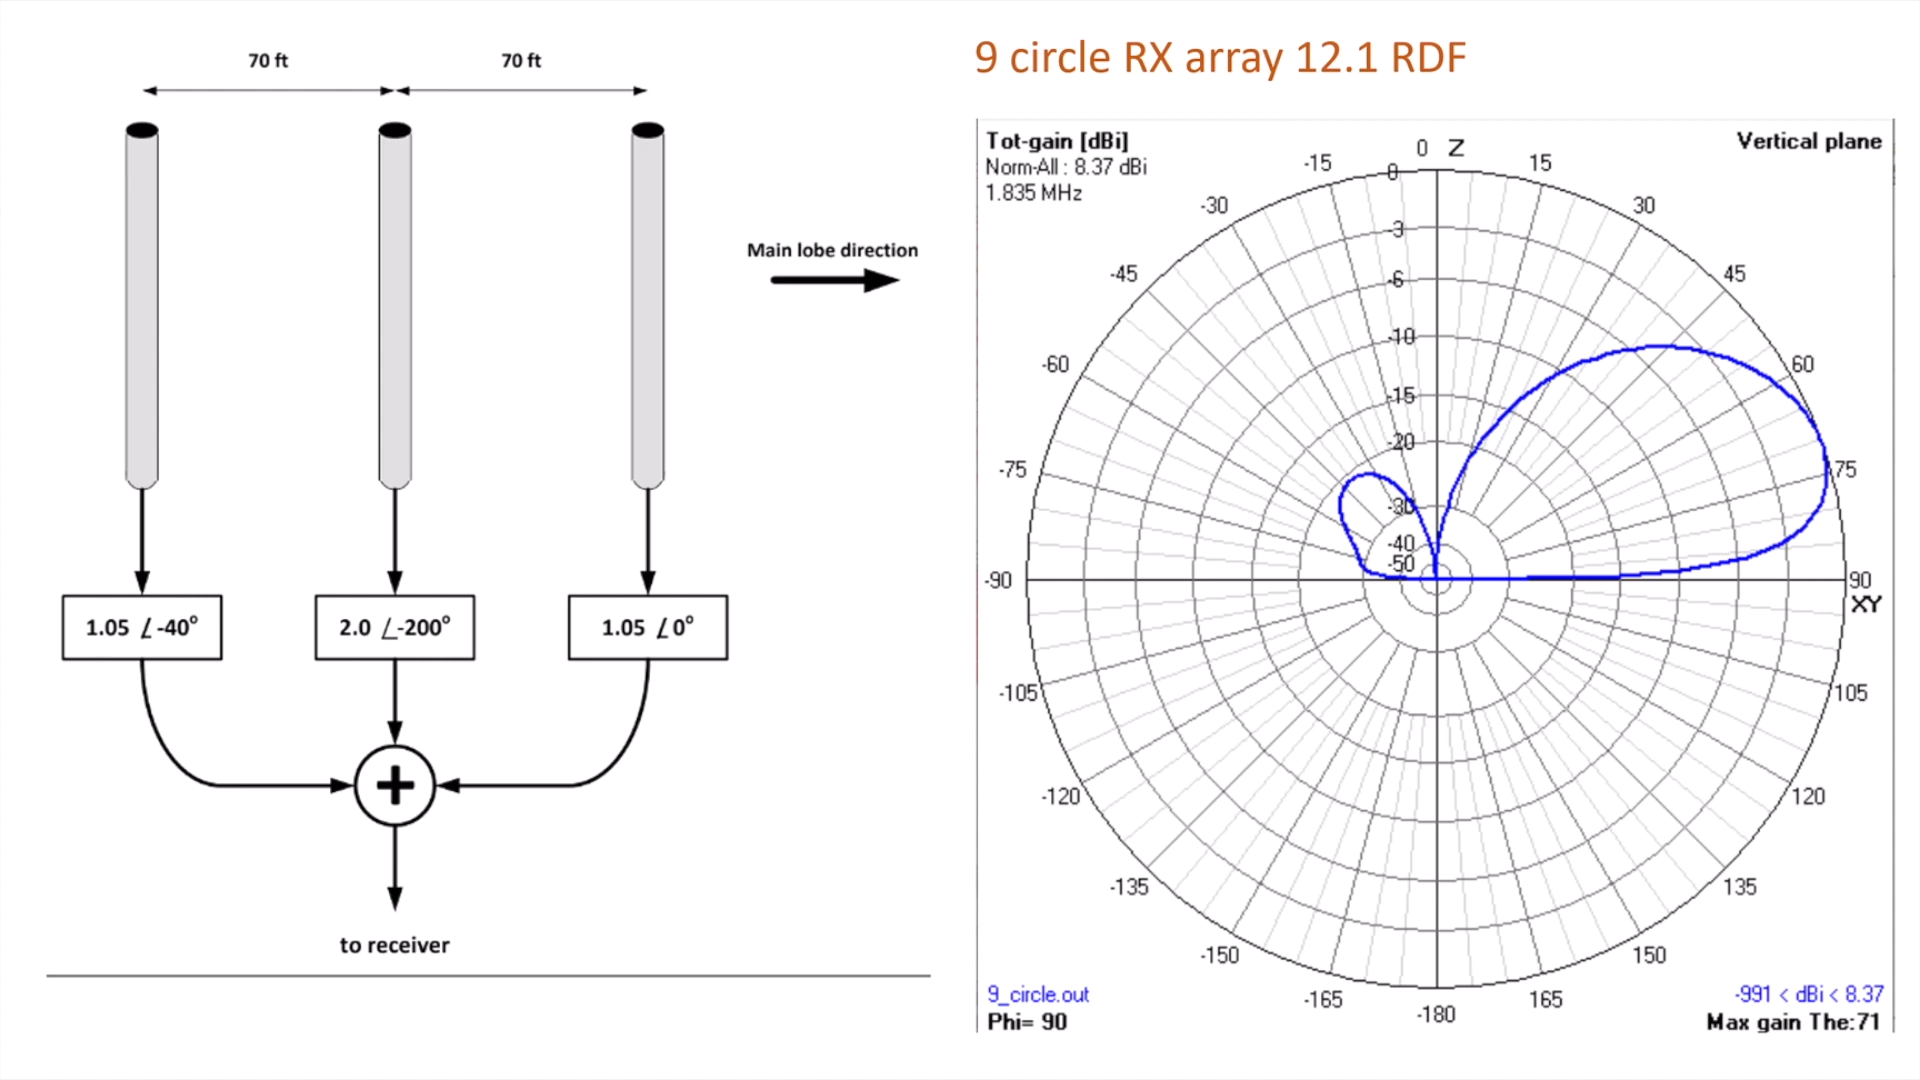 70 ft
70 ft
Main lobe direction
1.05 ∠-40°
2.0 ∠-200°
1.05 ∠0°
+
to receiver
9 circle RX array 12.1 RDF
Tot-gain [dBi]
Norm-All : 8.37 dBi
1.835 MHz
Vertical plane
0 Z
-15
15
-30
30
-45
45
-60
60
-75
75
-90
90
XY
-105
105
-120
120
-135
135
-150
150
-165
165
-180
0
-3
-6
-10
-15
-20
-30
-40
-50
9_circle.out
Phi= 90
-991 < dBi < 8.37
Max gain The:71